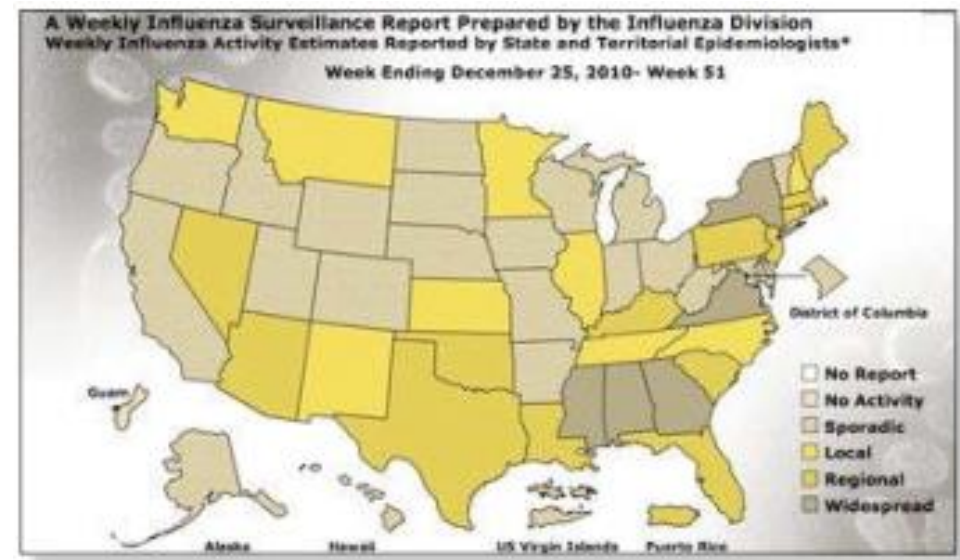 A Weekly Influenza Surveillance Report Prepared by the Influenza Division
Weekly Influenza Activity Estimates Reported by State and Territorial Epidemiologists*
Week Ending December 25, 2010- Week 51
District of Columbia
Guam
No Report
No Activity
Sporadic
Local
Regional
Widespread
Alaska
Hawaii
US Virgin Islands
Puerto Rico